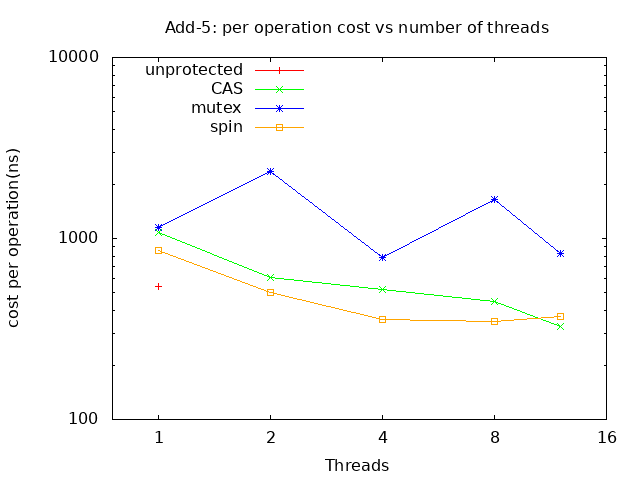 Add-5: per operation cost vs number of threads
10000
unprotected
CAS
mutex
spin
1000
cost per operation(ns)
100
1 2 4 8 16
Threads